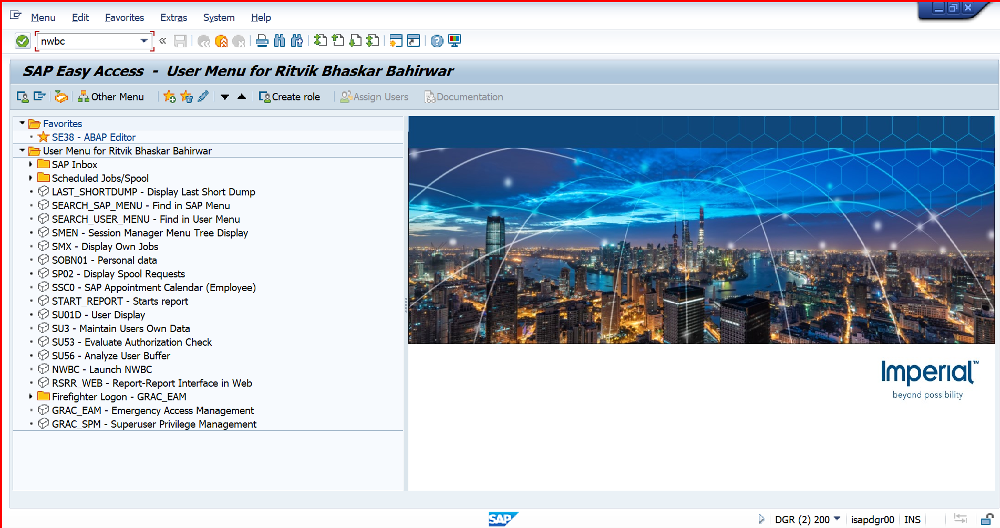 Menu Edit Favorites Extras System Help
nwbc
SAP Easy Access - User Menu for Ritvik Bhaskar Bahirwar
Other Menu Create role Assign Users Documentation
Favorites
SE38 - ABAP Editor
User Menu for Ritvik Bhaskar Bahirwar
SAP Inbox
Scheduled Jobs/Spool
LAST_SHORTDUMP - Display Last Short Dump
SEARCH_SAP_MENU - Find in SAP Menu
SEARCH_USER_MENU - Find in User Menu
SMEN - Session Manager Menu Tree Display
SMX - Display Own Jobs
SOBN01 - Personal data
SP02 - Display Spool Requests
SSC0 - SAP Appointment Calendar (Employee)
START_REPORT - Starts report
SU01D - User Display
SU3 - Maintain Users Own Data
SU53 - Evaluate Authorization Check
SU56 - Analyze User Buffer
NWBC - Launch NWBC
RSRR_WEB - Report-Report Interface in Web
Firefighter Logon - GRAC_EAM
GRAC_EAM - Emergency Access Management
GRAC_SPM - Superuser Privilege Management
Imperial™
beyond possibility
SAP
DGR (2) 200 isapdgr00 INS